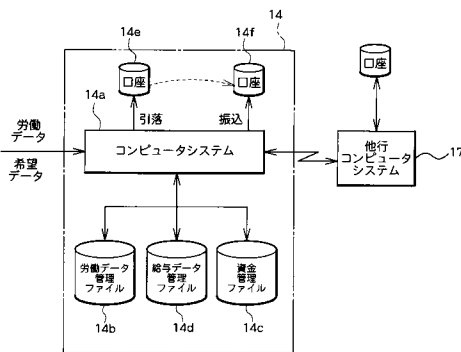 14e
14f
14
口座
口座
14a
引落
振込
労働
データ
希望
データ
コンピュータシステム
口座
他行
コンピュータ
システム
17
労働データ
管理
ファイル
給与データ
管理
ファイル
資金
管理
ファイル
14b
14d
14c